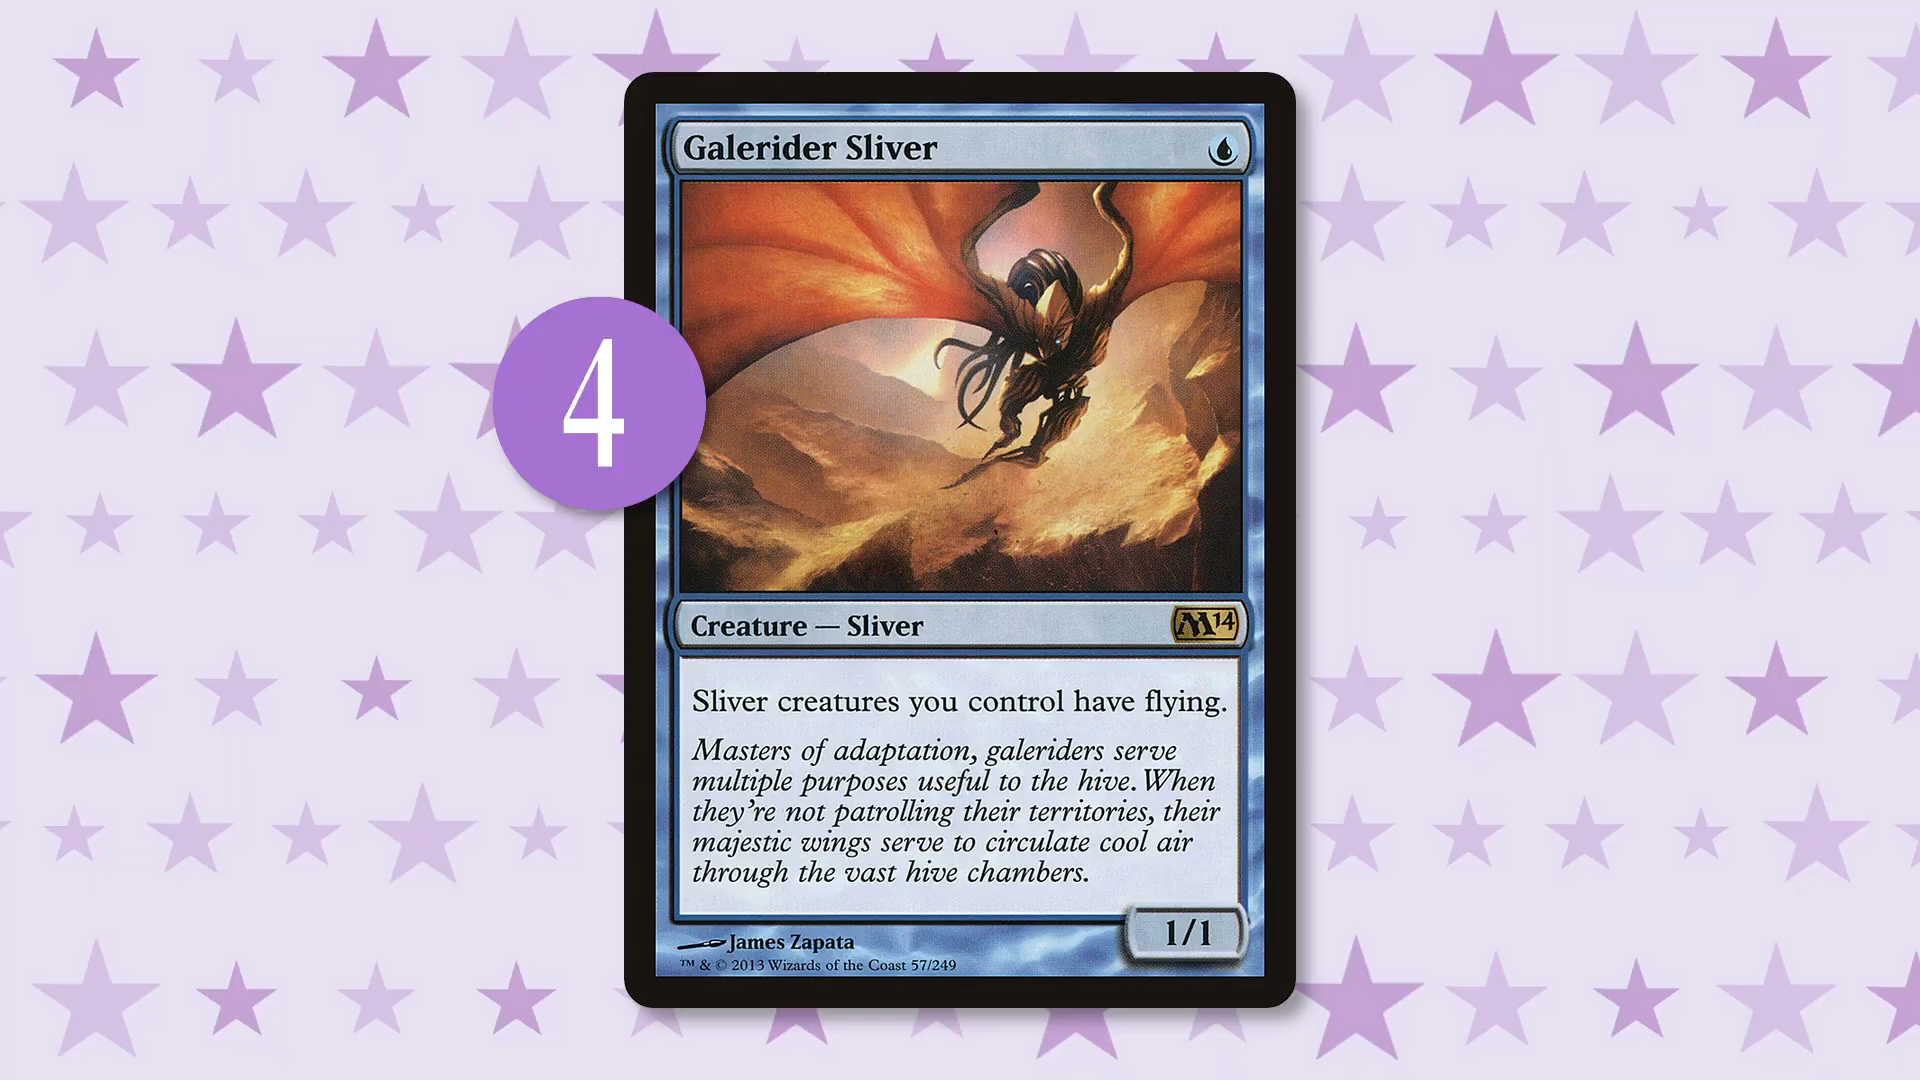 Galerider Sliver
4
Creature — Sliver
M14
Sliver creatures you control have flying.
Masters of adaptation, galeriders serve
multiple purposes useful to the hive. When
they're not patrolling their territories, their
majestic wings serve to circulate cool air
through the vast hive chambers.
1/1
James Zapata
™ & © 2013 Wizards of the Coast 57/249